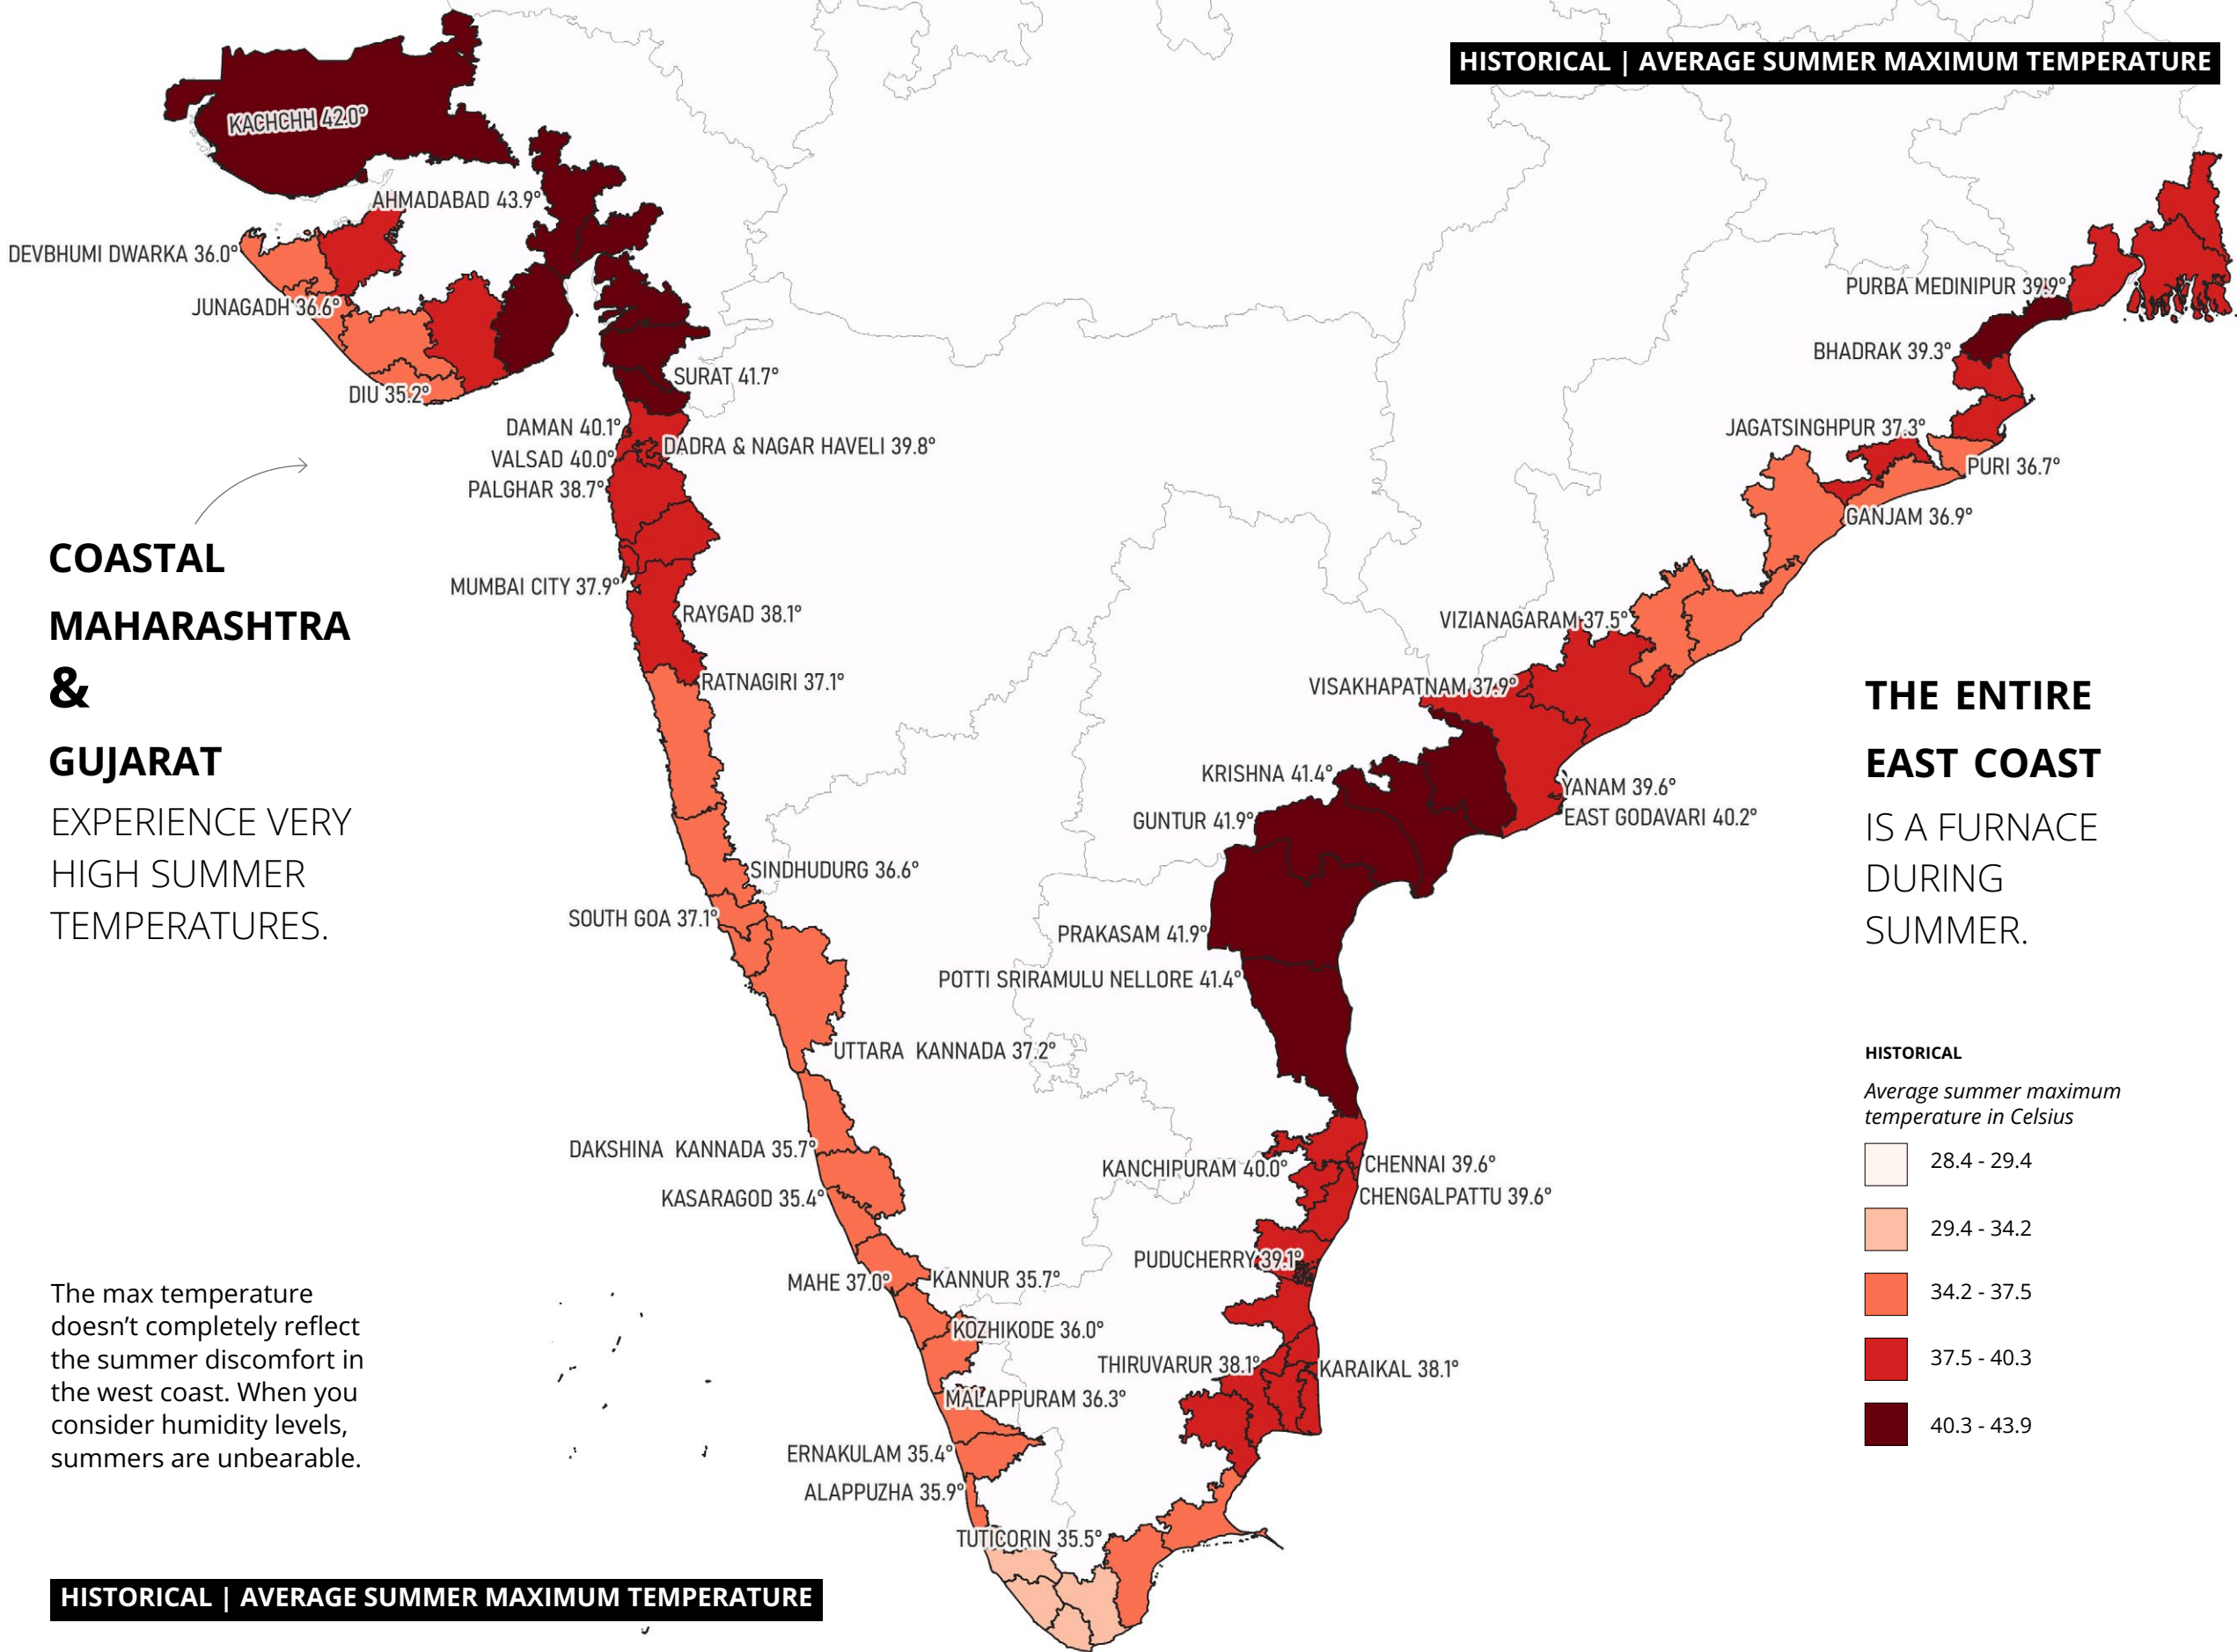 HISTORICAL | AVERAGE SUMMER MAXIMUM TEMPERATURE
KACHCHH 42.0°
AHMADABAD 43.9°
DEVBHUMI DWARKA 36.0°
JUNAGADH 36.6°
DIU 35.2°
SURAT 41.7°
DAMAN 40.1°
DADRA & NAGAR HAVELI 39.8°
VALSAD 40.0°
PALGHAR 38.7°
MUMBAI CITY 37.9°
RAYGAD 38.1°
RATNAGIRI 37.1°
SINDHUDURG 36.6°
SOUTH GOA 37.1°
UTTARA KANNADA 37.2°
DAKSHINA KANNADA 35.7°
KASARAGOD 35.4°
MAHE 37.0°
KANNUR 35.7°
KOZHIKODE 36.0°
MALAPPURAM 36.3°
ERNAKULAM 35.4°
ALAPPUZHA 35.9°
TUTICORIN 35.5°
PURBA MEDINIPUR 39.9°
BHADRAK 39.3°
JAGATSINGHPUR 37.3°
PURI 36.7°
GANJAM 36.9°
VIZIANAGARAM 37.5°
VISAKHAPATNAM 37.9°
KRISHNA 41.4°
YANAM 39.6°
EAST GODAVARI 40.2°
GUNTUR 41.9°
PRAKASAM 41.9°
POTTI SRIRAMULU NELLORE 41.4°
KANCHIPURAM 40.0°
CHENNAI 39.6°
CHENGALPATTU 39.6°
PUDUCHERRY 39.1°
THIRUVARUR 38.1°
KARAIKAL 38.1°
COASTAL
MAHARASHTRA
&
GUJARAT
EXPERIENCE VERY
HIGH SUMMER
TEMPERATURES.
The max temperature
doesn’t completely reflect
the summer discomfort in
the west coast. When you
consider humidity levels,
summers are unbearable.
THE ENTIRE
EAST COAST
IS A FURNACE
DURING
SUMMER.
HISTORICAL
Average summer maximum
temperature in Celsius
28.4 - 29.4
29.4 - 34.2
34.2 - 37.5
37.5 - 40.3
40.3 - 43.9
HISTORICAL | AVERAGE SUMMER MAXIMUM TEMPERATURE